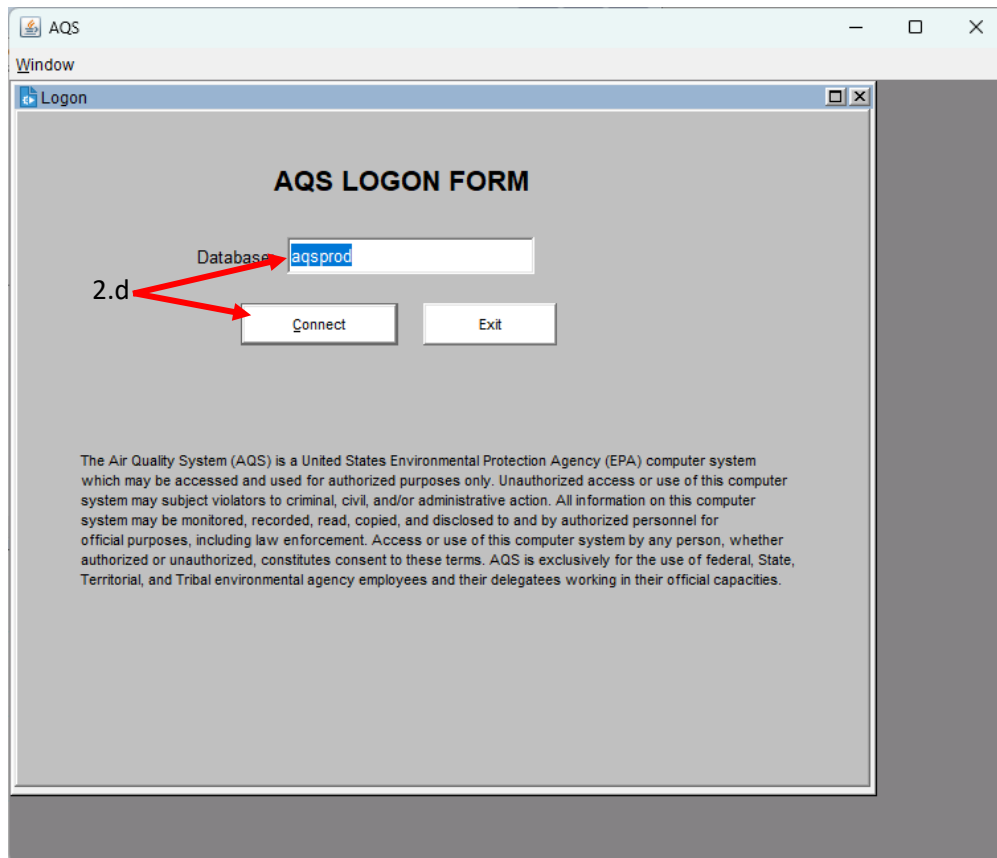 AQS
Window
Logon
AQS LOGON FORM
Database aqsprod
2.d
Connect Exit
The Air Quality System (AQS) is a United States Environmental Protection Agency (EPA) computer system
which may be accessed and used for authorized purposes only. Unauthorized access or use of this computer
system may subject violators to criminal, civil, and/or administrative action. All information on this computer
system may be monitored, recorded, read, copied, and disclosed to and by authorized personnel for
official purposes, including law enforcement. Access or use of this computer system by any person, whether
authorized or unauthorized, constitutes consent to these terms. AQS is exclusively for the use of federal, State,
Territorial, and Tribal environmental agency employees and their delegatees working in their official capacities.